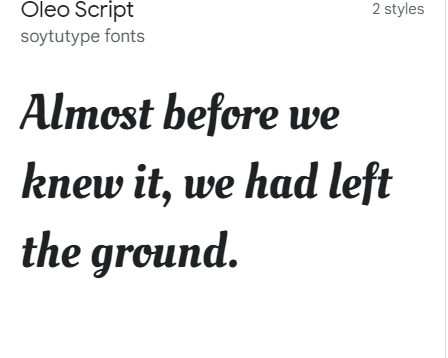 Oleo Script
2 styles
soytutype fonts
Almost before we
knew it, we had left
the ground.